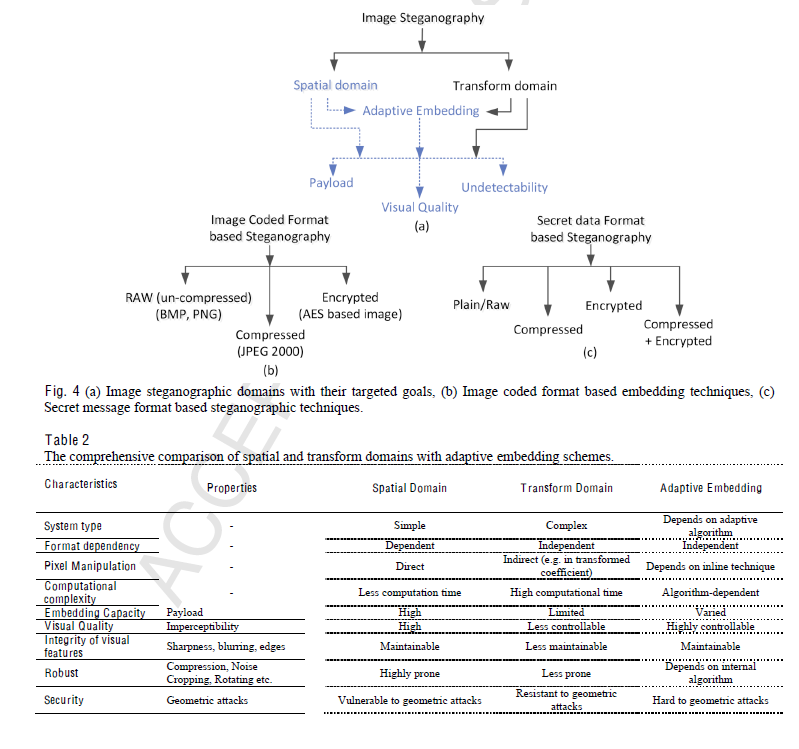 Image Steganography
Spatial domain
Transform domain
Adaptive Embedding
Payload
Undetectability
Visual Quality
(a)
Image Coded Format
based Steganography
RAW (un-compressed)
(BMP, PNG)
Encrypted
(AES based image)
Compressed
(JPEG 2000)
(b)
Secret data Format
based Steganography
Plain/Raw
Encrypted
Compressed
Compressed
+ Encrypted
(c)
Fig. 4 (a) Image steganographic domains with their targeted goals, (b) Image coded format based embedding techniques, (c)
Secret message format based steganographic techniques.
Table 2
The comprehensive comparison of spatial and transform domains with adaptive embedding schemes.
Characteristics Properties Spatial Domain Transform Domain Adaptive Embedding
System type - Simple Complex Depends on adaptive
algorithm
Format dependency - Dependent Independent Independent
Pixel Manipulation - Direct Indirect (e.g. in transformed
coefficient) Depends on inline technique
Computational
complexity - Less computation time High computational time Algorithm-dependent
Embedding Capacity Payload High Limited Varied
Visual Quality Imperceptibility High Less controllable Highly controllable
Integrity of visual
features Sharpness, blurring, edges Maintainable Less maintainable Maintainable
Robust Compression, Noise
Cropping, Rotating etc. Highly prone Less prone Depends on internal
algorithm
Security Geometric attacks Vulnerable to geometric attacks Resistant to geometric
attacks Hard to geometric attacks